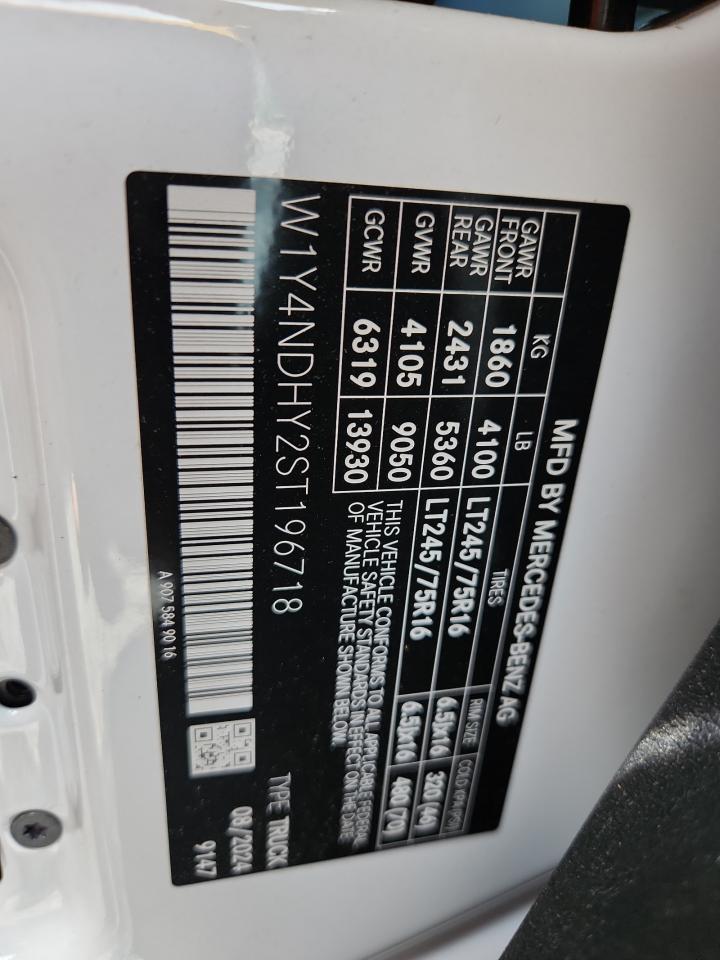 MFD BY MERCEDES-BENZ AG
KG LB TIRES RIM SIZE COLD kPA(PSI)
GAWR FRONT 1860 4100 LT245/75R16 6.5Jx16 320 (46)
GAWR REAR 2431 5360 LT245/75R16 6.5Jx16 480 (70)
GVWR 4105 9050
GCWR 6319 13930
THIS VEHICLE CONFORMS TO ALL APPLICABLE FEDERAL
VEHICLE SAFETY STANDARDS IN EFFECT ON THE DATE
OF MANUFACTURE SHOWN BELOW
W1Y4NDHY2ST196718
TYPE TRUCK
08/2024
9147
A 907 584 90 16